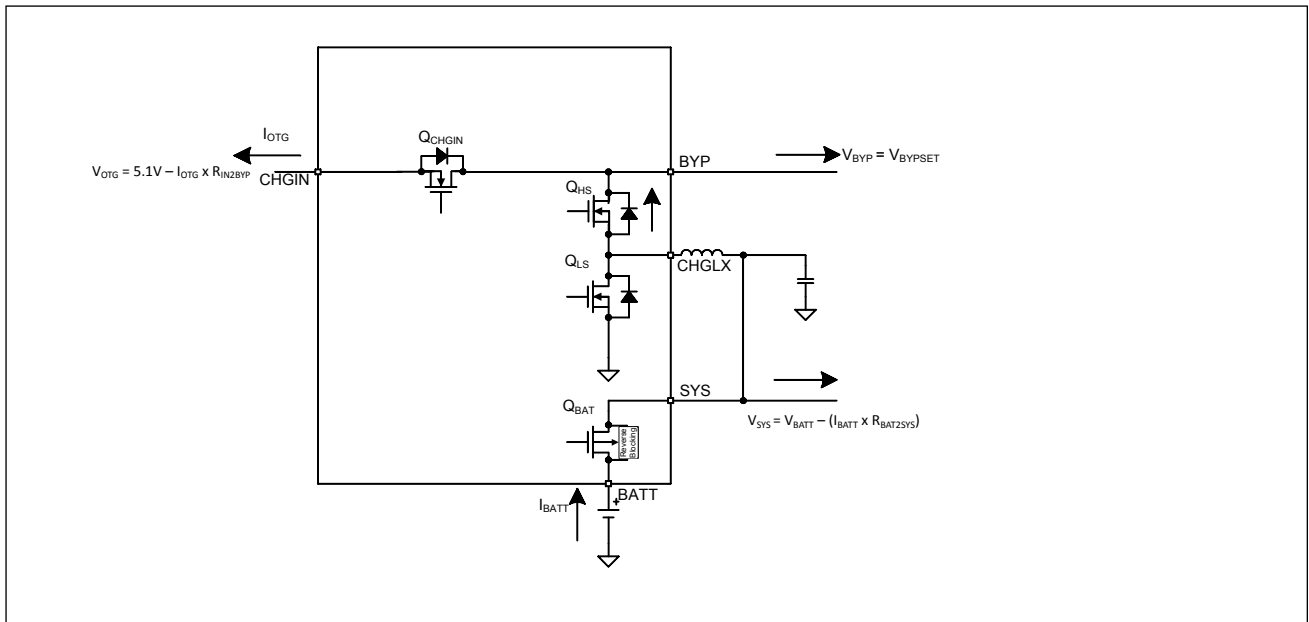 I_OTG
Q_CHGIN
V_OTG = 5.1V – I_OTG x R_IN2BYP
CHGIN
BYP
V_BYP = V_BYPSET
Q_HS
Q_LS
CHGLX
SYS
Q_BAT
V_SYS = V_BATT – (I_BATT x R_BAT2SYS)
Reverse
Blocking
I_BATT
+
BATT